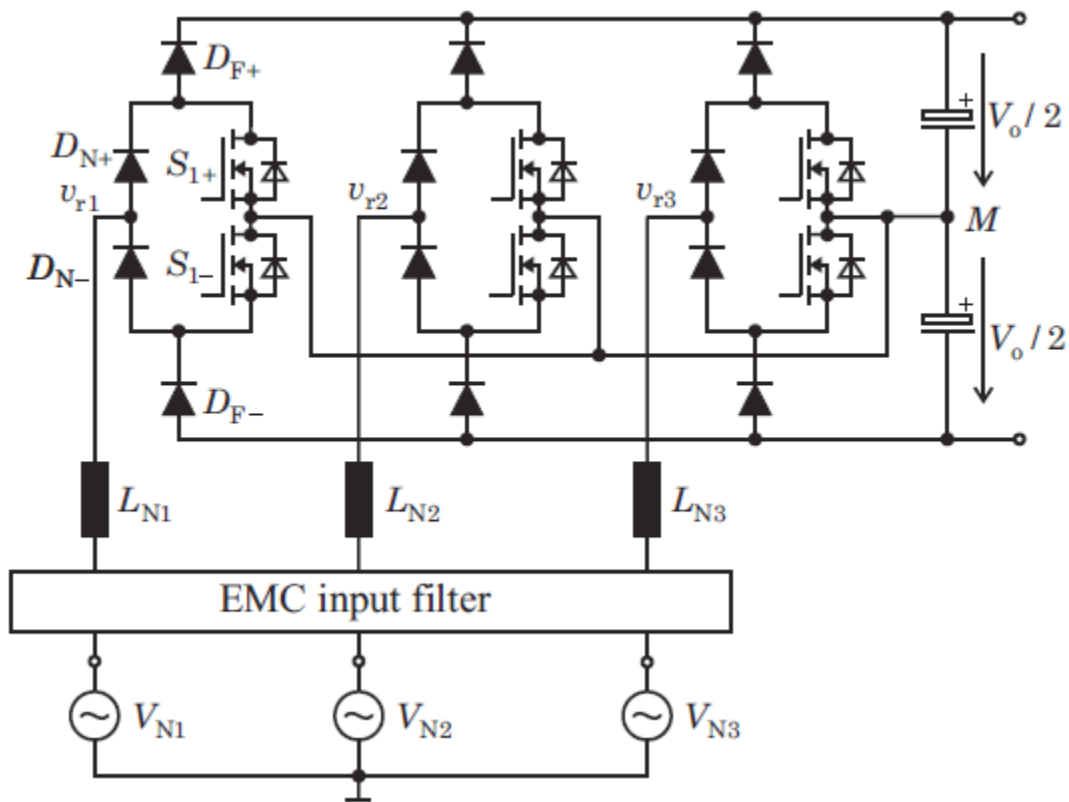 D_F+
D_N+
S_1+
v_r1
v_r2
v_r3
+
V_o / 2
M
D_N–
S_1–
+
V_o / 2
D_F–
L_N1
L_N2
L_N3
EMC input filter
V_N1
V_N2
V_N3